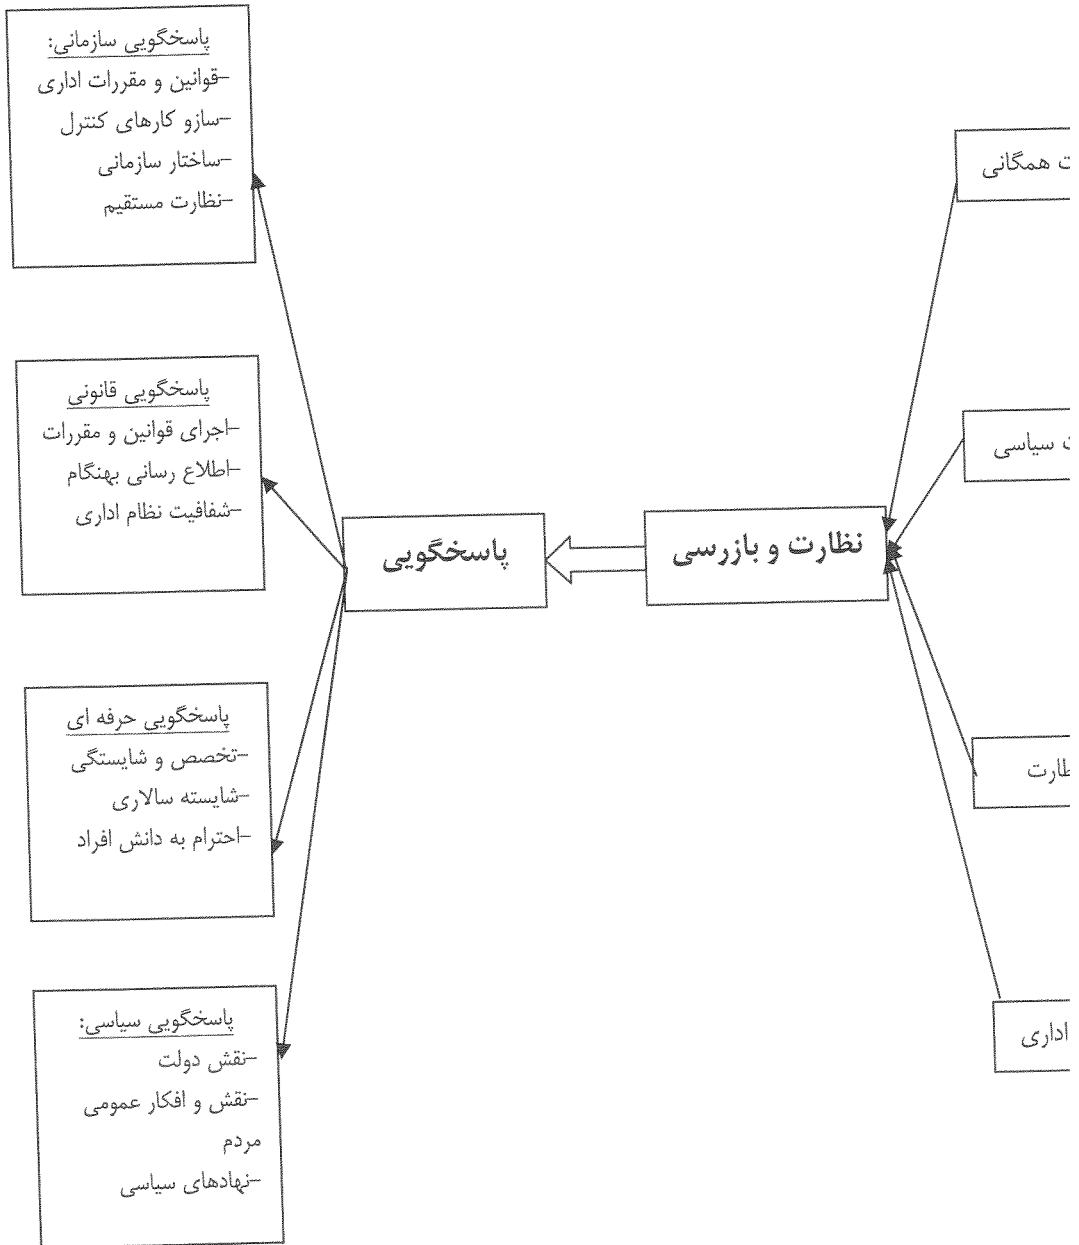 همگانی
سیاسی
اداری
نظارت و بازرسی
پاسخگویی
پاسخگویی سازمانی:
-قوانین و مقررات اداری
-سازو کارهای کنترل
-ساختار سازمانی
-نظارت مستقیم
پاسخگویی قانونی
-اجرای قوانین و مقررات
-اطلاع رسانی بهنگام
-شفافیت نظام اداری
پاسخگویی حرفه ای
-تخصص و شایستگی
-شایسته سالاری
-احترام به دانش افراد
پاسخگویی سیاسی:
-نقش دولت
-نقش و افکار عمومی
مردم
-نهادهای سیاسی